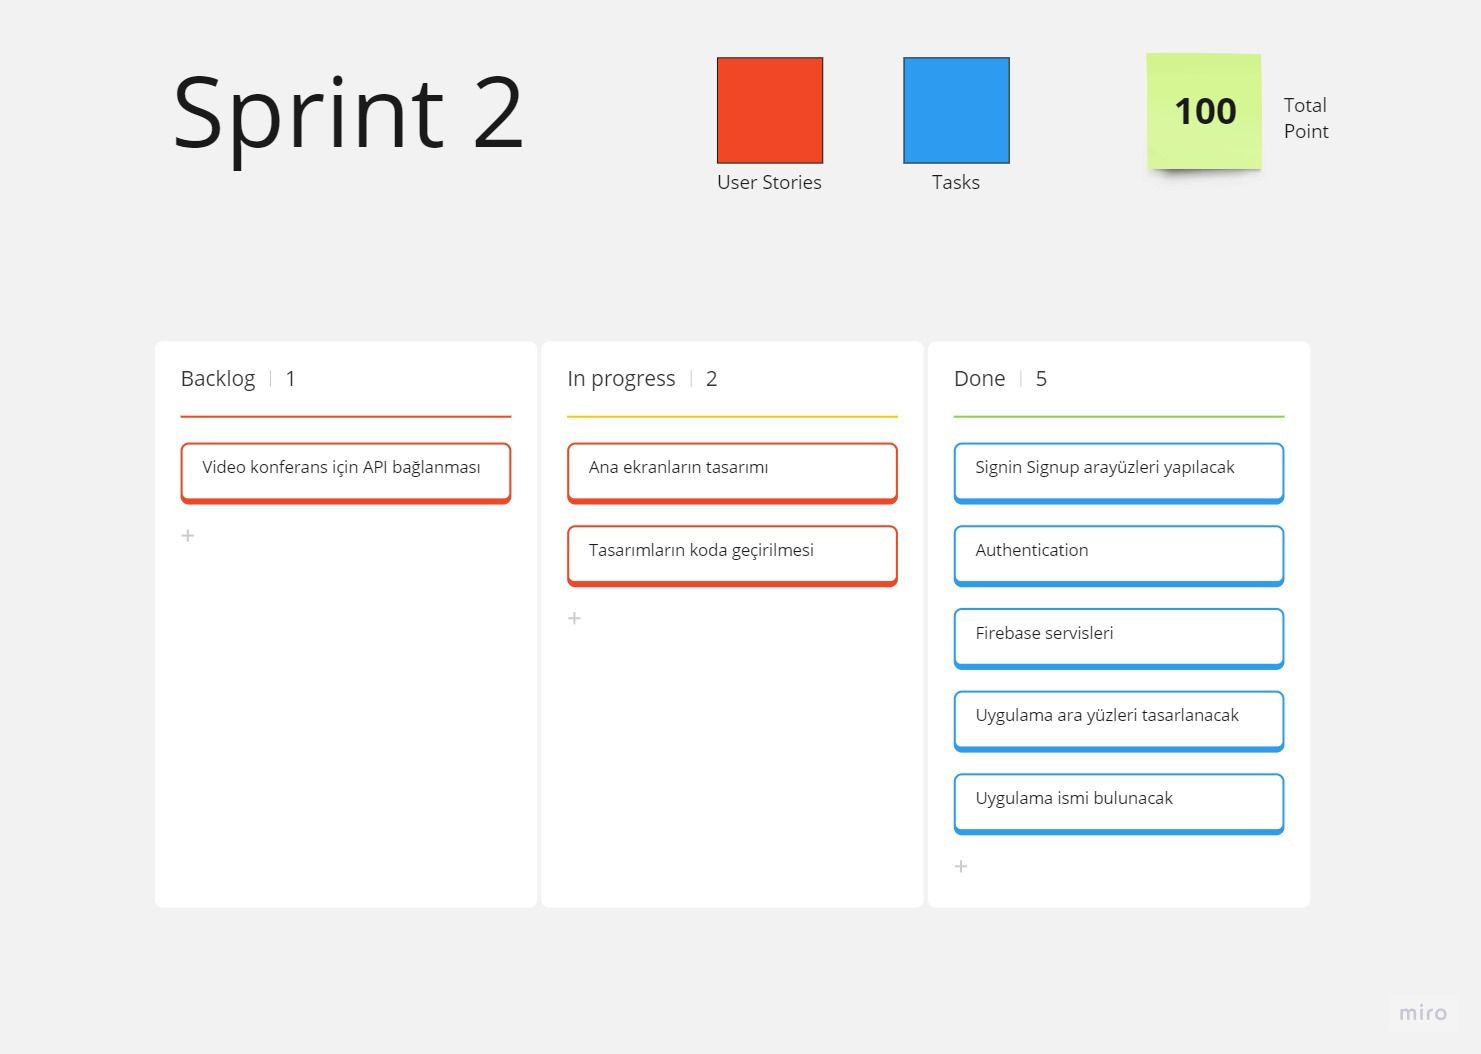 Sprint 2
User Stories
Tasks
100
Total
Point
Backlog | 1
Video konferans için API bağlanması
+
In progress | 2
Ana ekranların tasarımı
Tasarımların koda geçirilmesi
+
Done | 5
Signin Signup arayüzleri yapılacak
Authentication
Firebase servisleri
Uygulama ara yüzleri tasarlanacak
Uygulama ismi bulunacak
+
miro